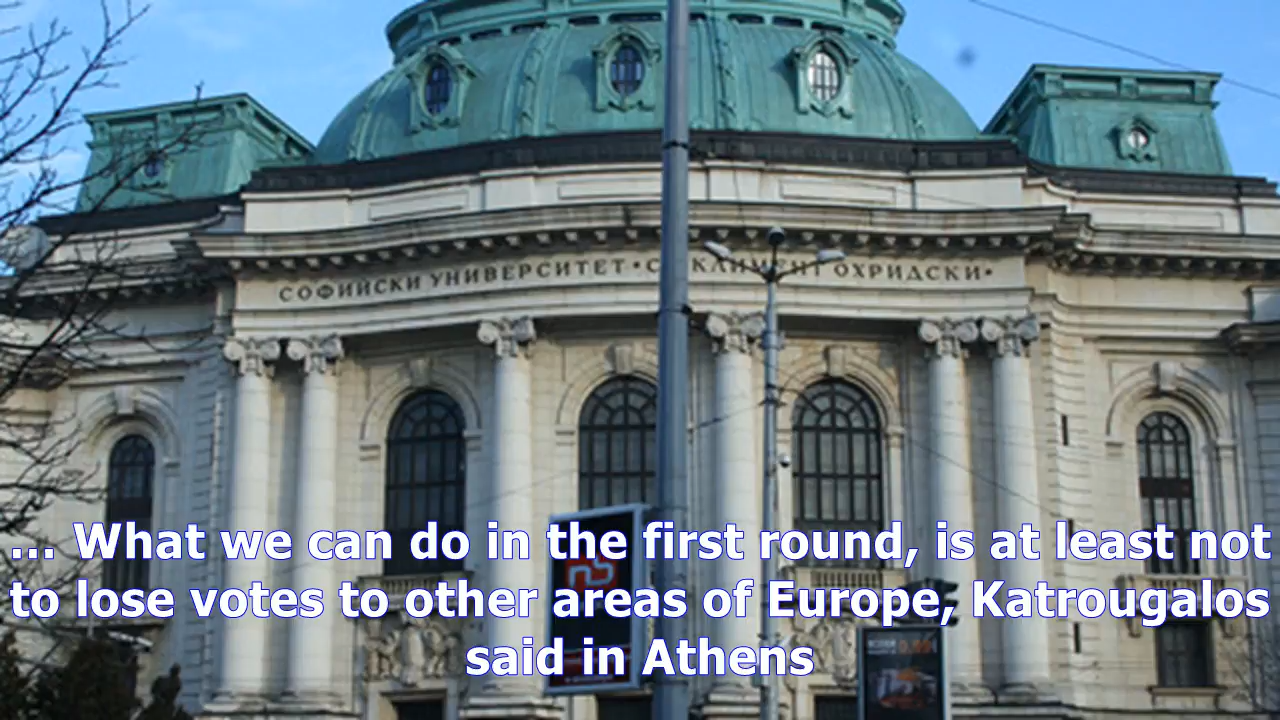 СОФИЙСКИ УНИВЕРСИТЕТ • КЛИМЕНТ ОХРИДСКИ •
... What we can do in the first round, is at least not
to lose votes to other areas of Europe, Katrougalos
said in Athens